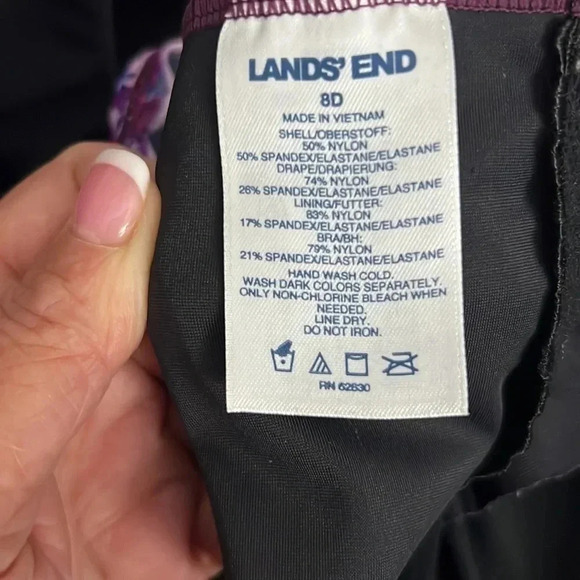 LANDS' END
8D
MADE IN VIETNAM
SHELL/OBERSTOFF:
50% NYLON
50% SPANDEX/ELASTANE/ELASTANE
DRAPE/DRAPIERUNG:
74% NYLON
26% SPANDEX/ELASTANE/ELASTANE
LINING/FUTTER:
83% NYLON
17% SPANDEX/ELASTANE/ELASTANE
BRA/BH:
79% NYLON
21% SPANDEX/ELASTANE/ELASTANE
HAND WASH COLD.
WASH DARK COLORS SEPARATELY.
ONLY NON-CHLORINE BLEACH WHEN
NEEDED.
LINE DRY.
DO NOT IRON.
RN 62830